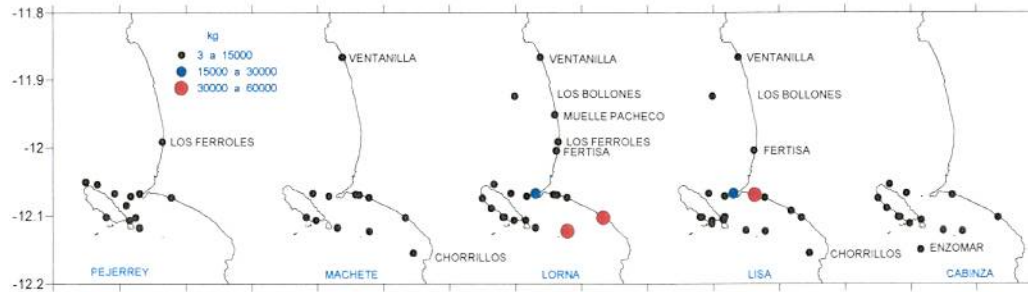 -11.8
kg
3 a 15000
15000 a 30000
30000 a 60000
VENTANILLA
VENTANILLA
VENTANILLA
-11.9
LOS BOLLONES
LOS BOLLONES
MUELLE PACHECO
-12
LOS FERROLES
LOS FERROLES
FERTISA
FERTISA
-12.1
CHORRILLOS
CHORRILLOS
ENZOMAR
PEJERREY
MACHETE
LORNA
LISA
CABINZA
-12.2